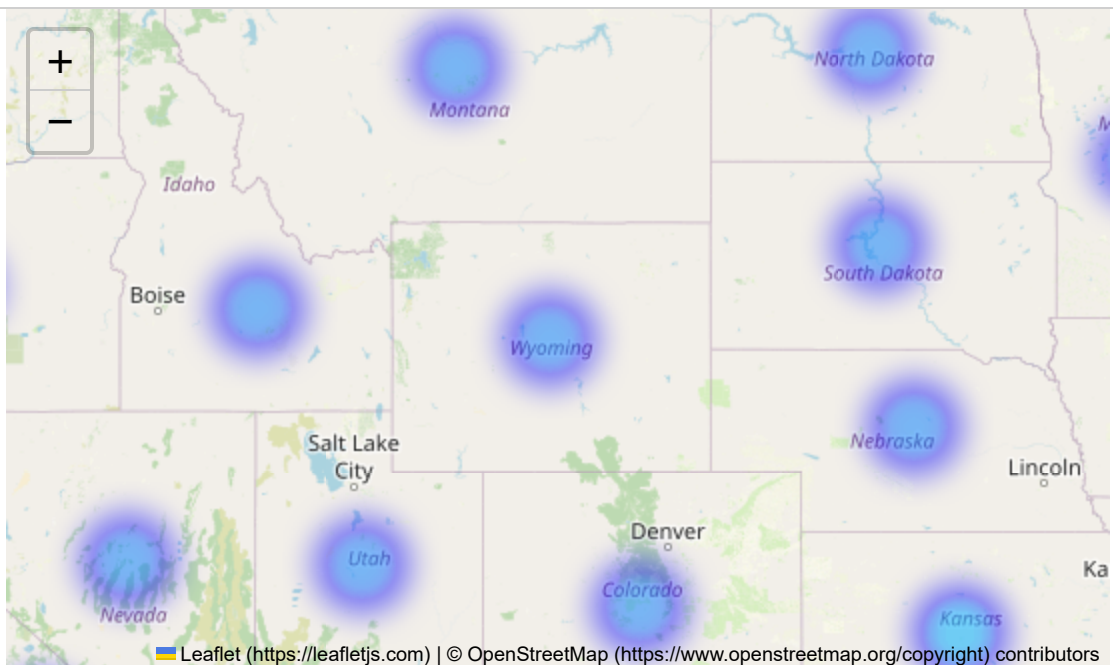 +
−
North Dakota
Montana
Idaho
South Dakota
Boise
Wyoming
Nebraska
Salt Lake
City
Lincoln
Denver
Utah
Colorado
Nevada
Kansas
Leaflet (https://leafletjs.com) | © OpenStreetMap (https://www.openstreetmap.org/copyright) contributors